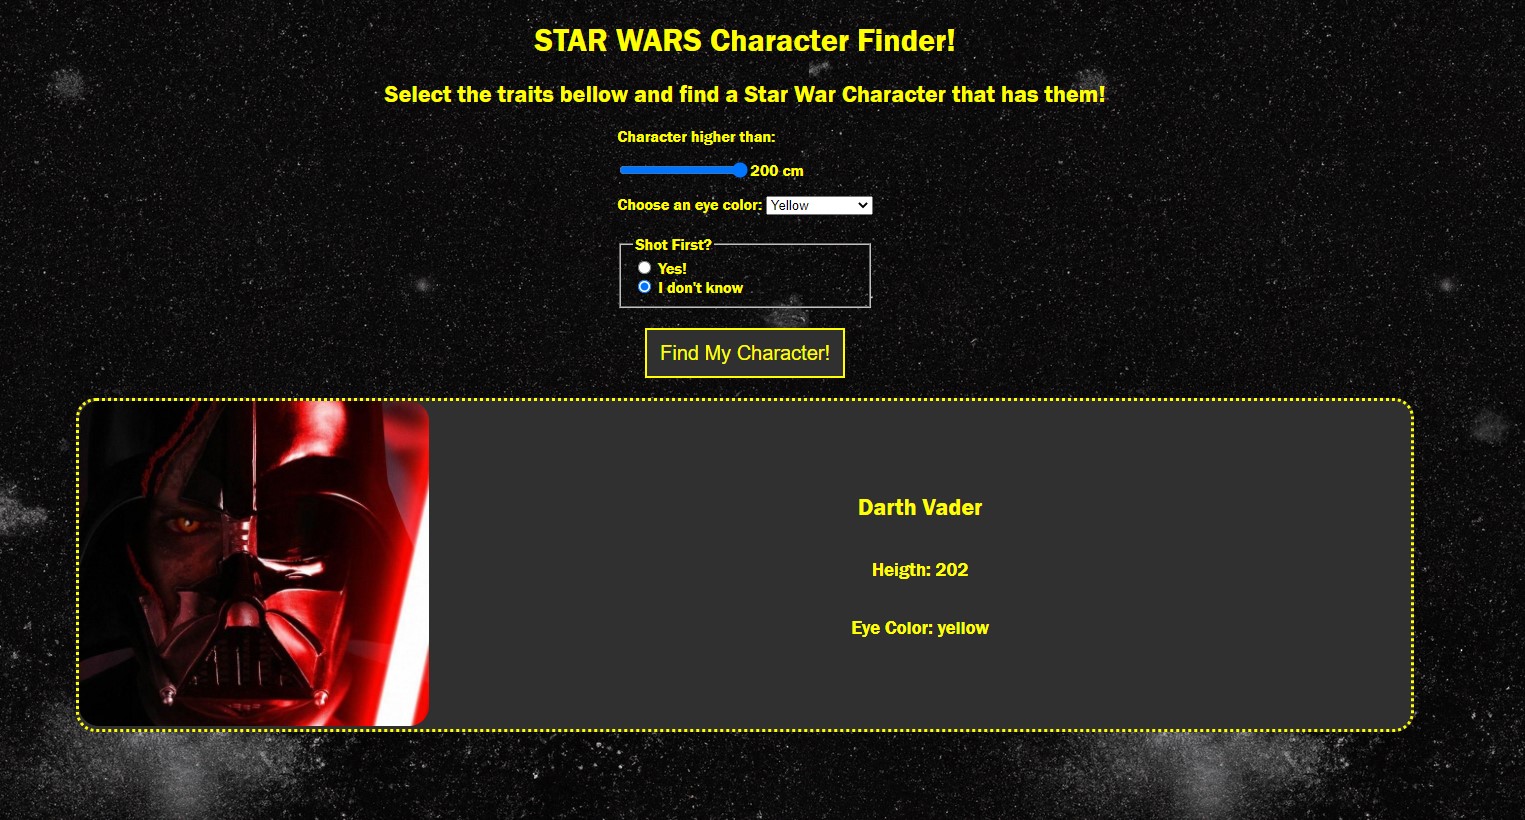 STAR WARS Character Finder!
Select the traits bellow and find a Star War Character that has them!
Character higher than:
200 cm
Choose an eye color: Yellow
Shot First?
Yes!
I don't know
Find My Character!
Darth Vader
Heigth: 202
Eye Color: yellow